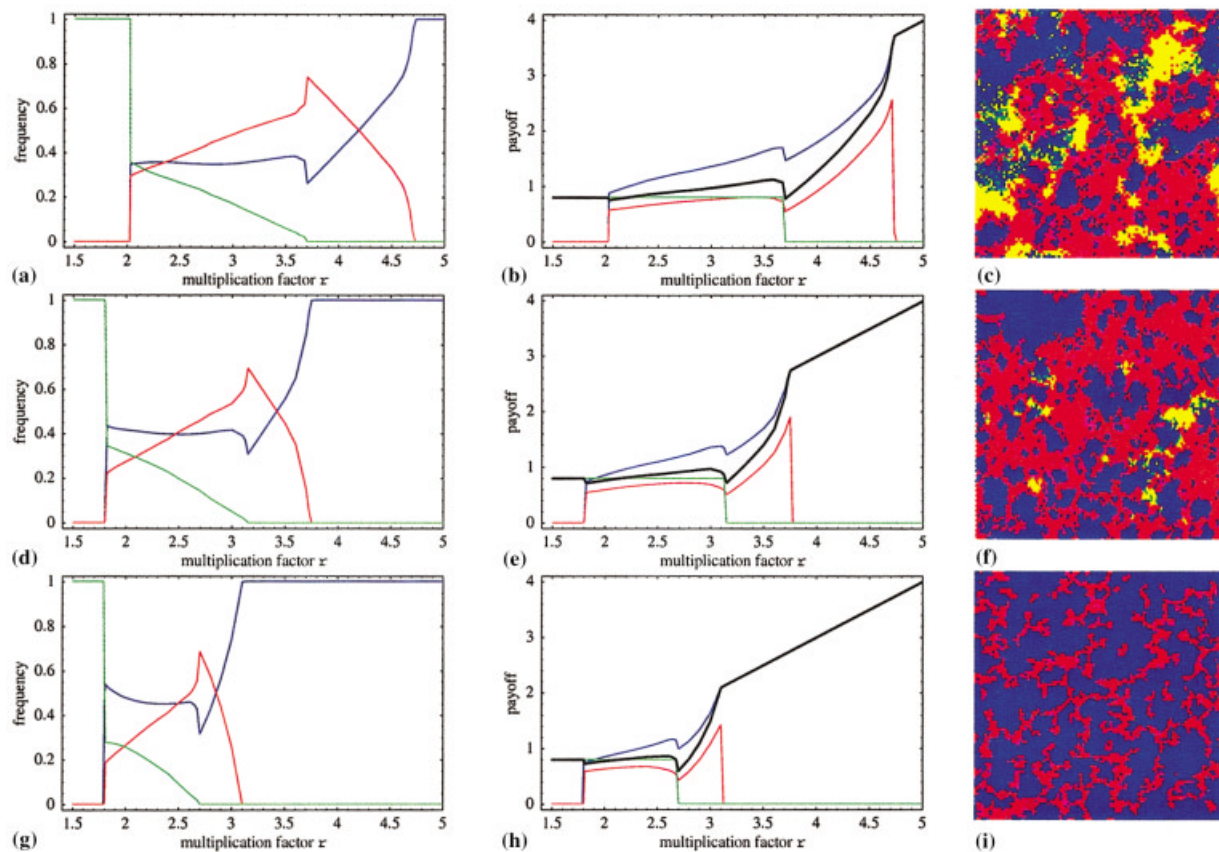 1
0.8
0.6
0.4
0.2
0
frequency
1.5 2 2.5 3 3.5 4 4.5 5
(a) multiplication factor r
4
3
2
1
0
payoff
1.5 2 2.5 3 3.5 4 4.5 5
(b) multiplication factor r
(c)
1
0.8
0.6
0.4
0.2
0
frequency
1.5 2 2.5 3 3.5 4 4.5 5
(d) multiplication factor r
4
3
2
1
0
payoff
1.5 2 2.5 3 3.5 4 4.5 5
(e) multiplication factor r
(f)
1
0.8
0.6
0.4
0.2
0
frequency
1.5 2 2.5 3 3.5 4 4.5 5
(g) multiplication factor r
4
3
2
1
0
payoff
1.5 2 2.5 3 3.5 4 4.5 5
(h) multiplication factor r
(i)